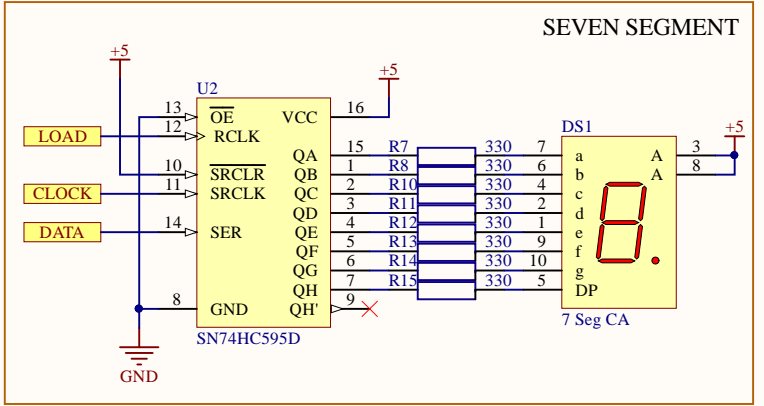 SEVEN SEGMENT
+5
+5
U2
DS1
+5
13 OE VCC 16
LOAD 12 RCLK
QA 15 R7 330 7 a A 3
10 SRCLR QB 1 R8 330 6 b A 8
CLOCK 11 SRCLK QC 2 R10 330 4 c
QD 3 R11 330 2 d
DATA 14 SER QE 4 R12 330 1 e
QF 5 R13 330 9 f
QG 6 R14 330 10 g
QH 7 R15 330 5 DP
8 GND QH' 9
SN74HC595D
7 Seg CA
GND